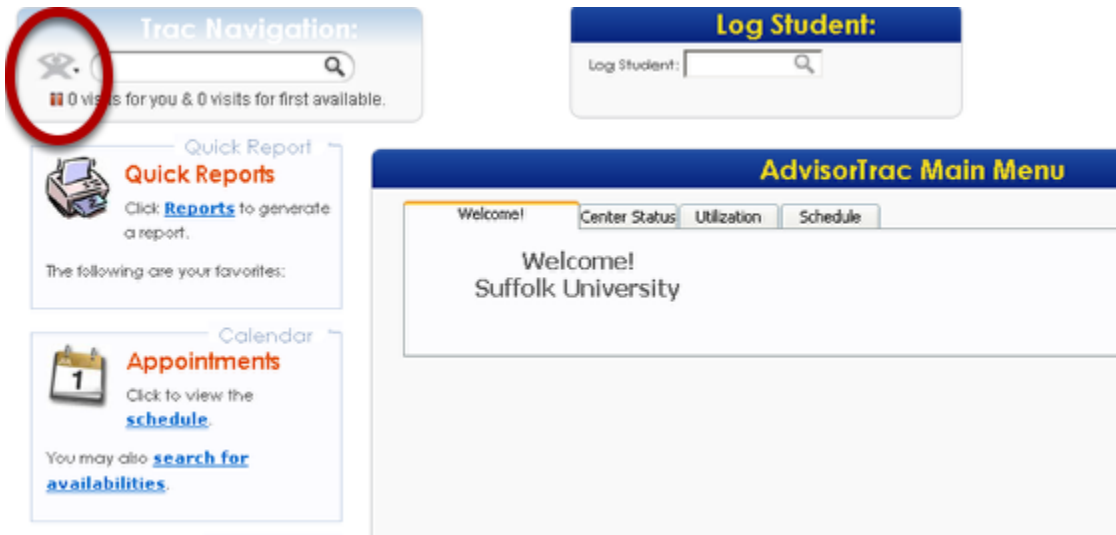 Trac Navigation:
0 visits for you & 0 visits for first available.
Log Student:
Log Student:
Quick Report
Quick Reports
Click Reports to generate
a report.
The following are your favorites:
Calendar
1
Appointments
Click to view the
schedule.
You may also search for
availabilities.
AdvisorTrac Main Menu
Welcome! Center Status Utilization Schedule
Welcome!
Suffolk University